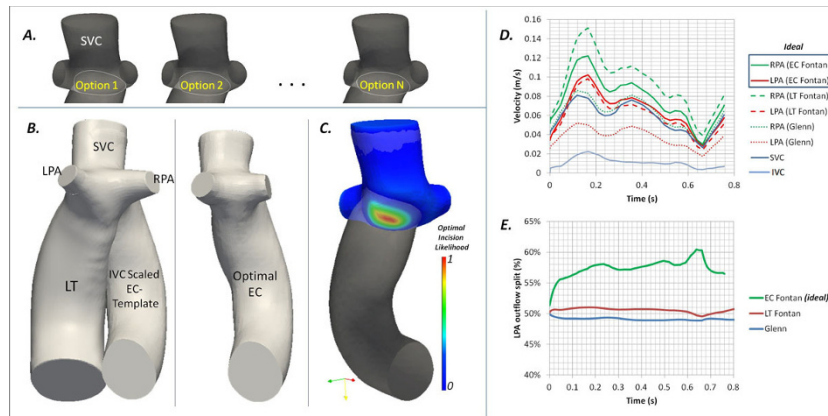 A.
SVC
Option 1
Option 2
. . .
Option N
B.
SVC
LPA
RPA
LT
IVC Scaled
EC-
Template
Optimal
EC
C.
Optimal
Incision
Likelihood
1
0
D.
Velocity (m/s)
0.16
0.14
0.12
0.1
0.08
0.06
0.04
0.02
0
0 0.2 0.4 0.6 0.8
Time (s)
Ideal
RPA (EC Fontan)
LPA (EC Fontan)
RPA (LT Fontan)
LPA (LT Fontan)
RPA (Glenn)
LPA (Glenn)
SVC
IVC
E.
LPA outflow split (%)
65%
60%
55%
50%
45%
40%
0 0.1 0.2 0.3 0.4 0.5 0.6 0.7 0.8
Time (s)
EC Fontan (ideal)
LT Fontan
Glenn